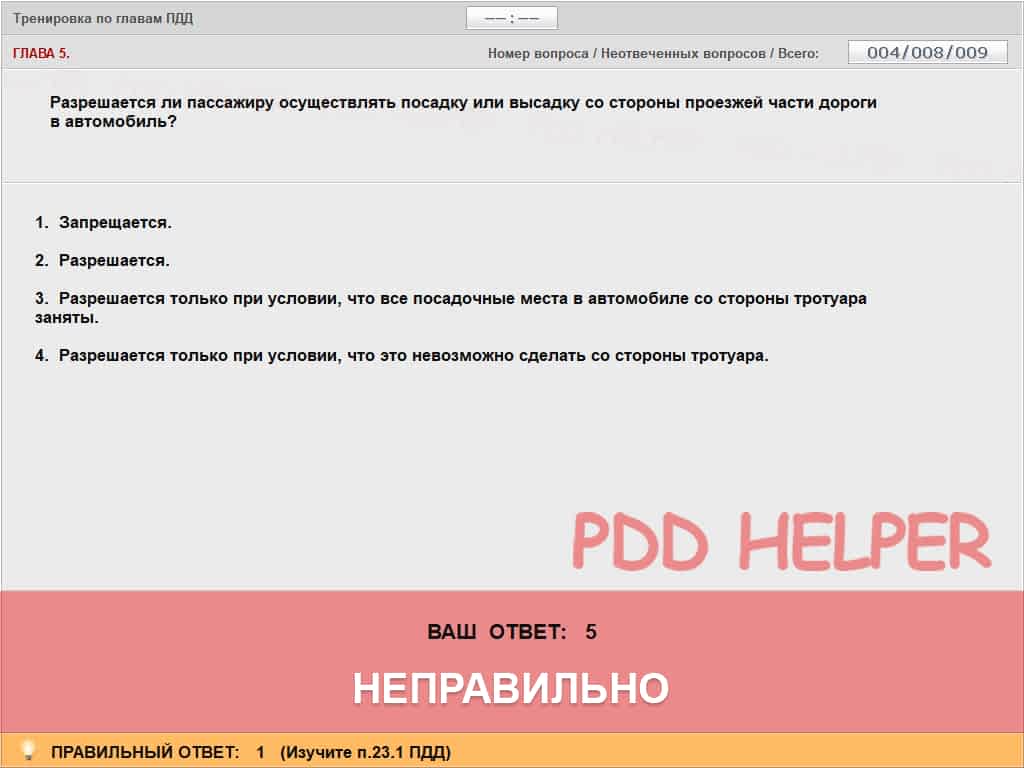 Тренировка по главам ПДД
—— : ——
ГЛАВА 5.
Номер вопроса / Неотвеченных вопросов / Всего:
004/008/009
Разрешается ли пассажиру осуществлять посадку или высадку со стороны проезжей части дороги
в автомобиль?
1. Запрещается.
2. Разрешается.
3. Разрешается только при условии, что все посадочные места в автомобиле со стороны тротуара
заняты.
4. Разрешается только при условии, что это невозможно сделать со стороны тротуара.
PDD HELPER
ВАШ ОТВЕТ: 5
НЕПРАВИЛЬНО
ПРАВИЛЬНЫЙ ОТВЕТ: 1 (Изучите п.23.1 ПДД)